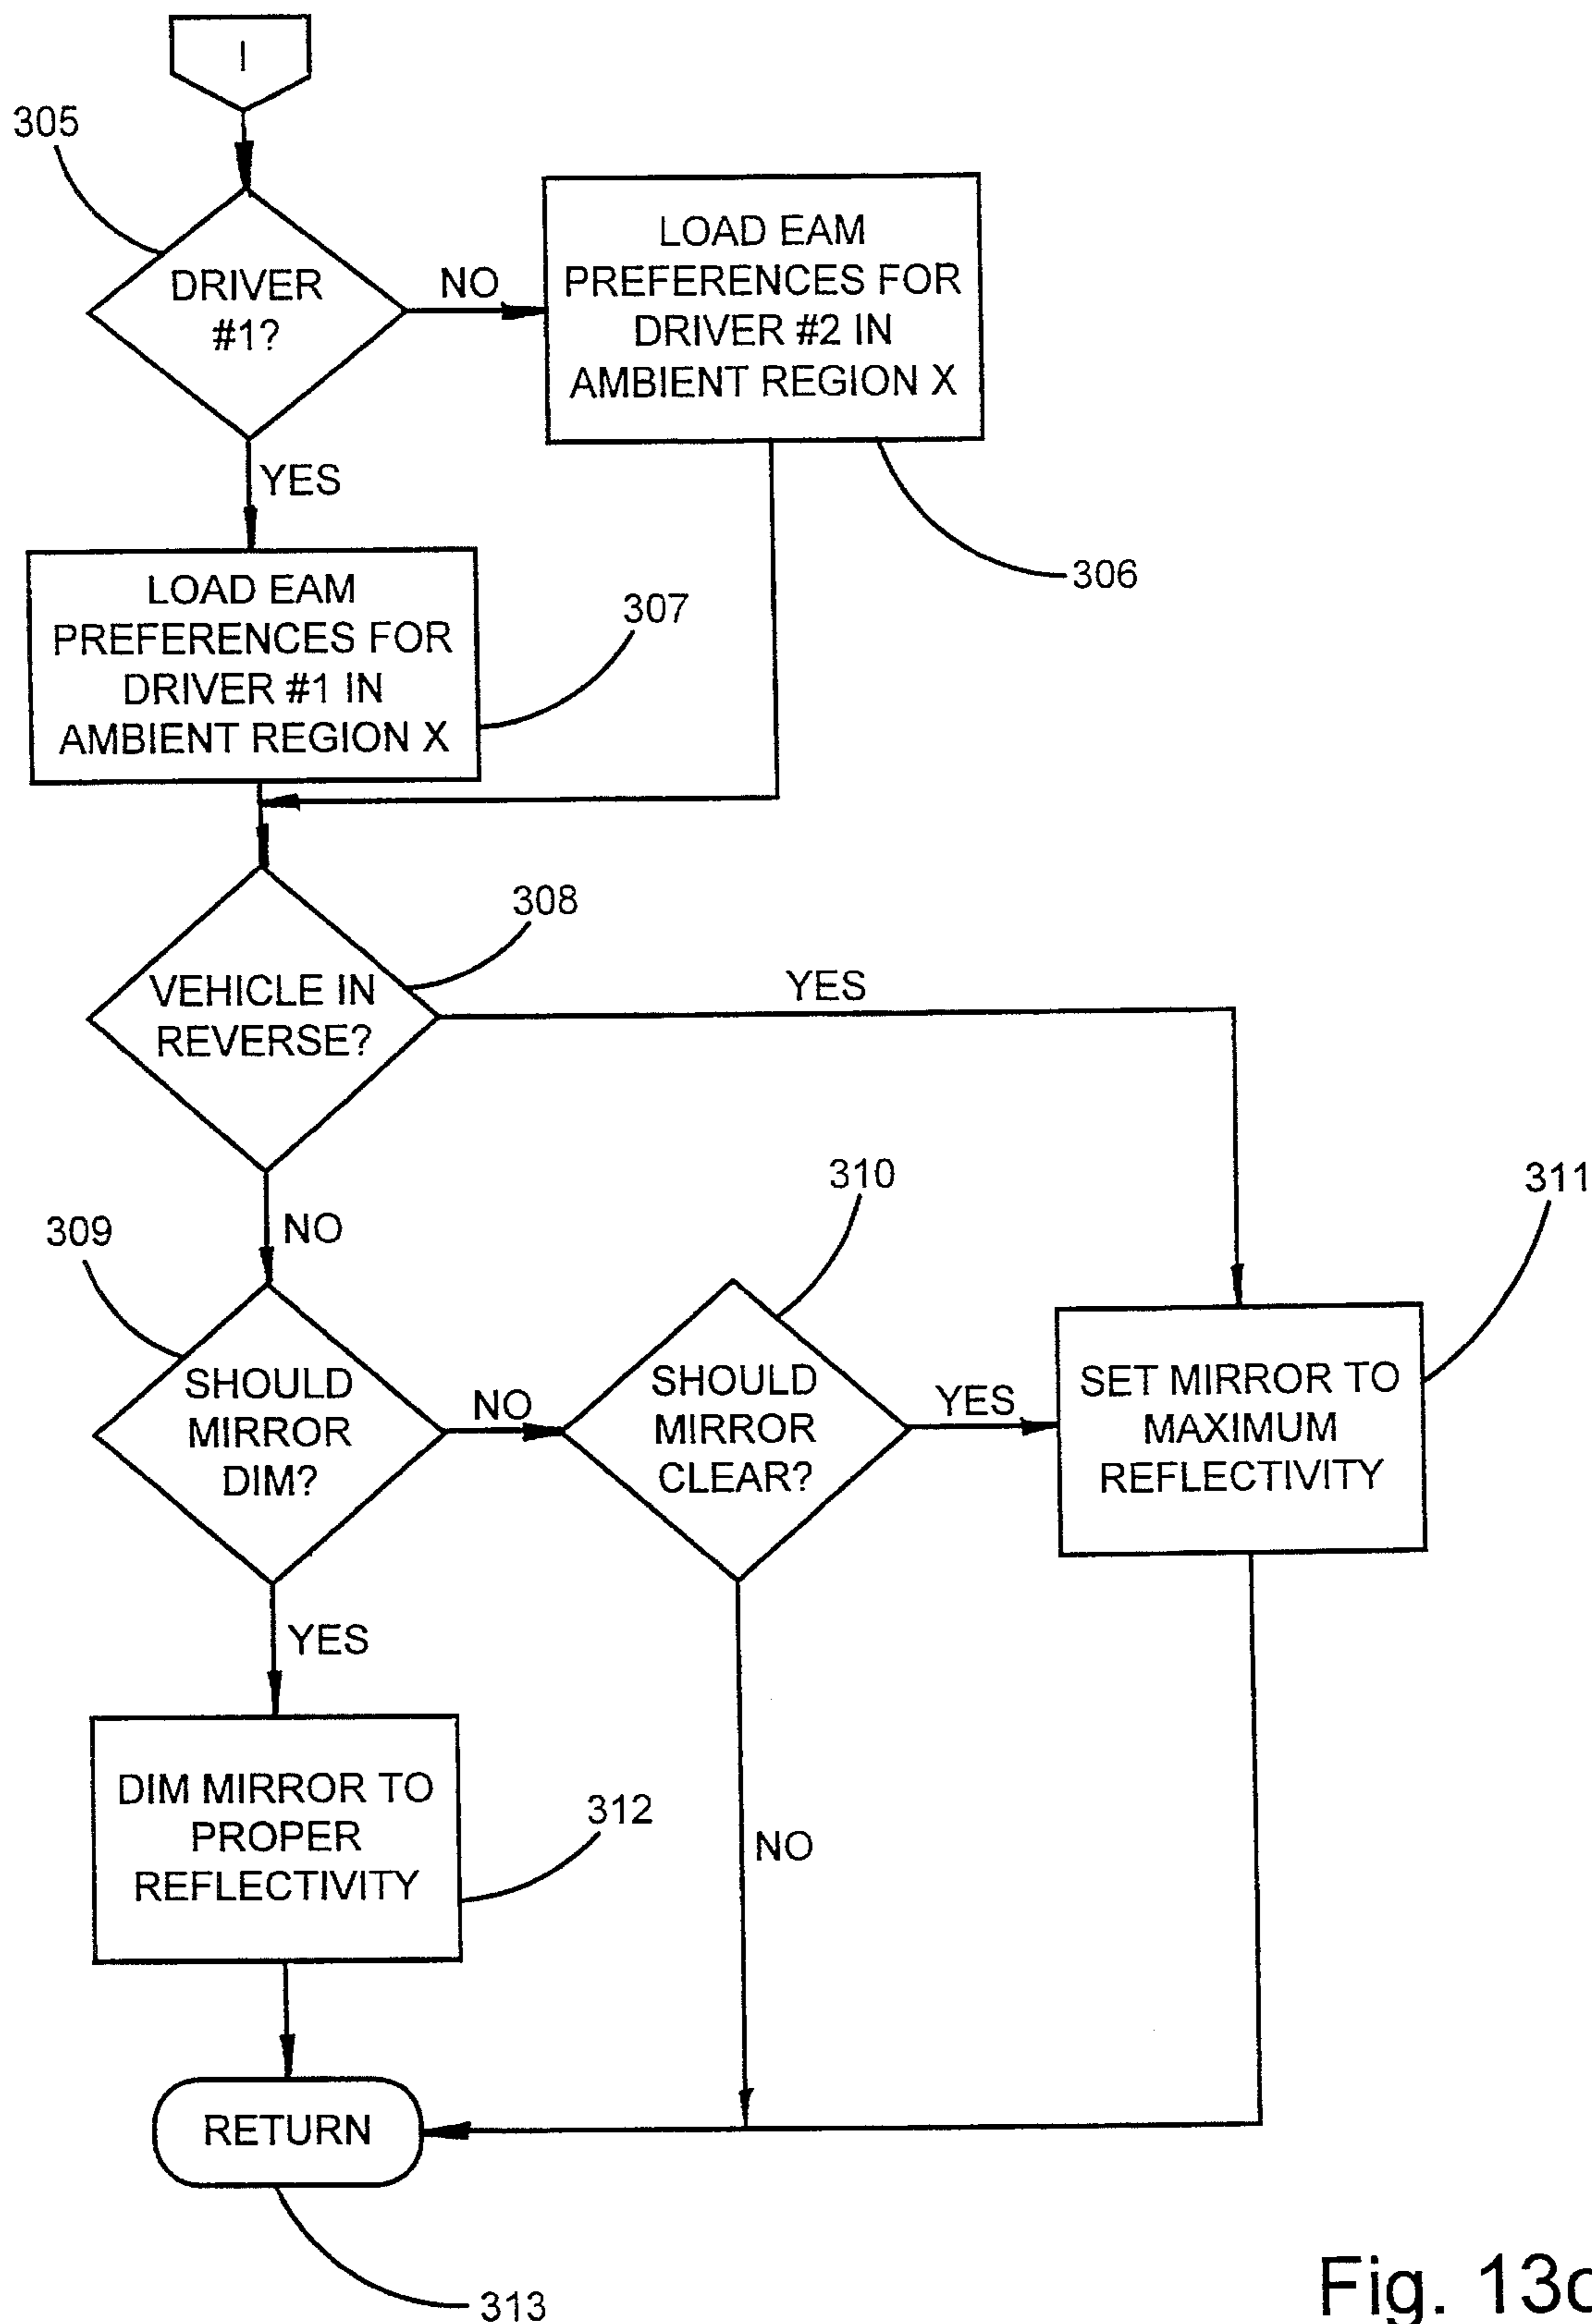 I
305
DRIVER
#1?
NO
LOAD EAM
PREFERENCES FOR
DRIVER #2 IN
AMBIENT REGION X
306
YES
LOAD EAM
PREFERENCES FOR
DRIVER #1 IN
AMBIENT REGION X
307
308
VEHICLE IN
REVERSE?
YES
NO
309
SHOULD
MIRROR
DIM?
NO
310
SHOULD
MIRROR
CLEAR?
YES
311
SET MIRROR TO
MAXIMUM
REFLECTIVITY
YES
NO
DIM MIRROR TO
PROPER
REFLECTIVITY
312
RETURN
313
Fig.